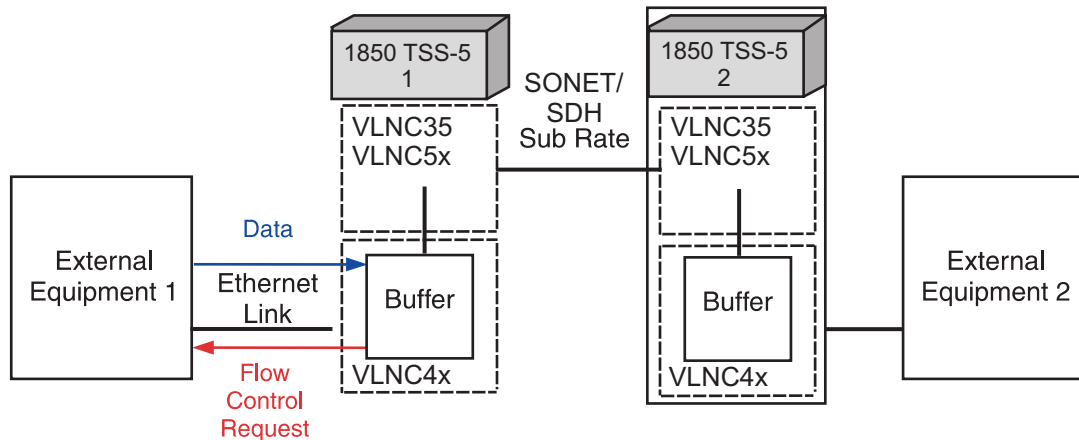 1850 TSS-5
1
1850 TSS-5
2
SONET/
SDH
Sub Rate
VLNC35
VLNC5x
VLNC35
VLNC5x
External
Equipment 1
Data
Ethernet
Link
Flow
Control
Request
Buffer
VLNC4x
Buffer
VLNC4x
External
Equipment 2